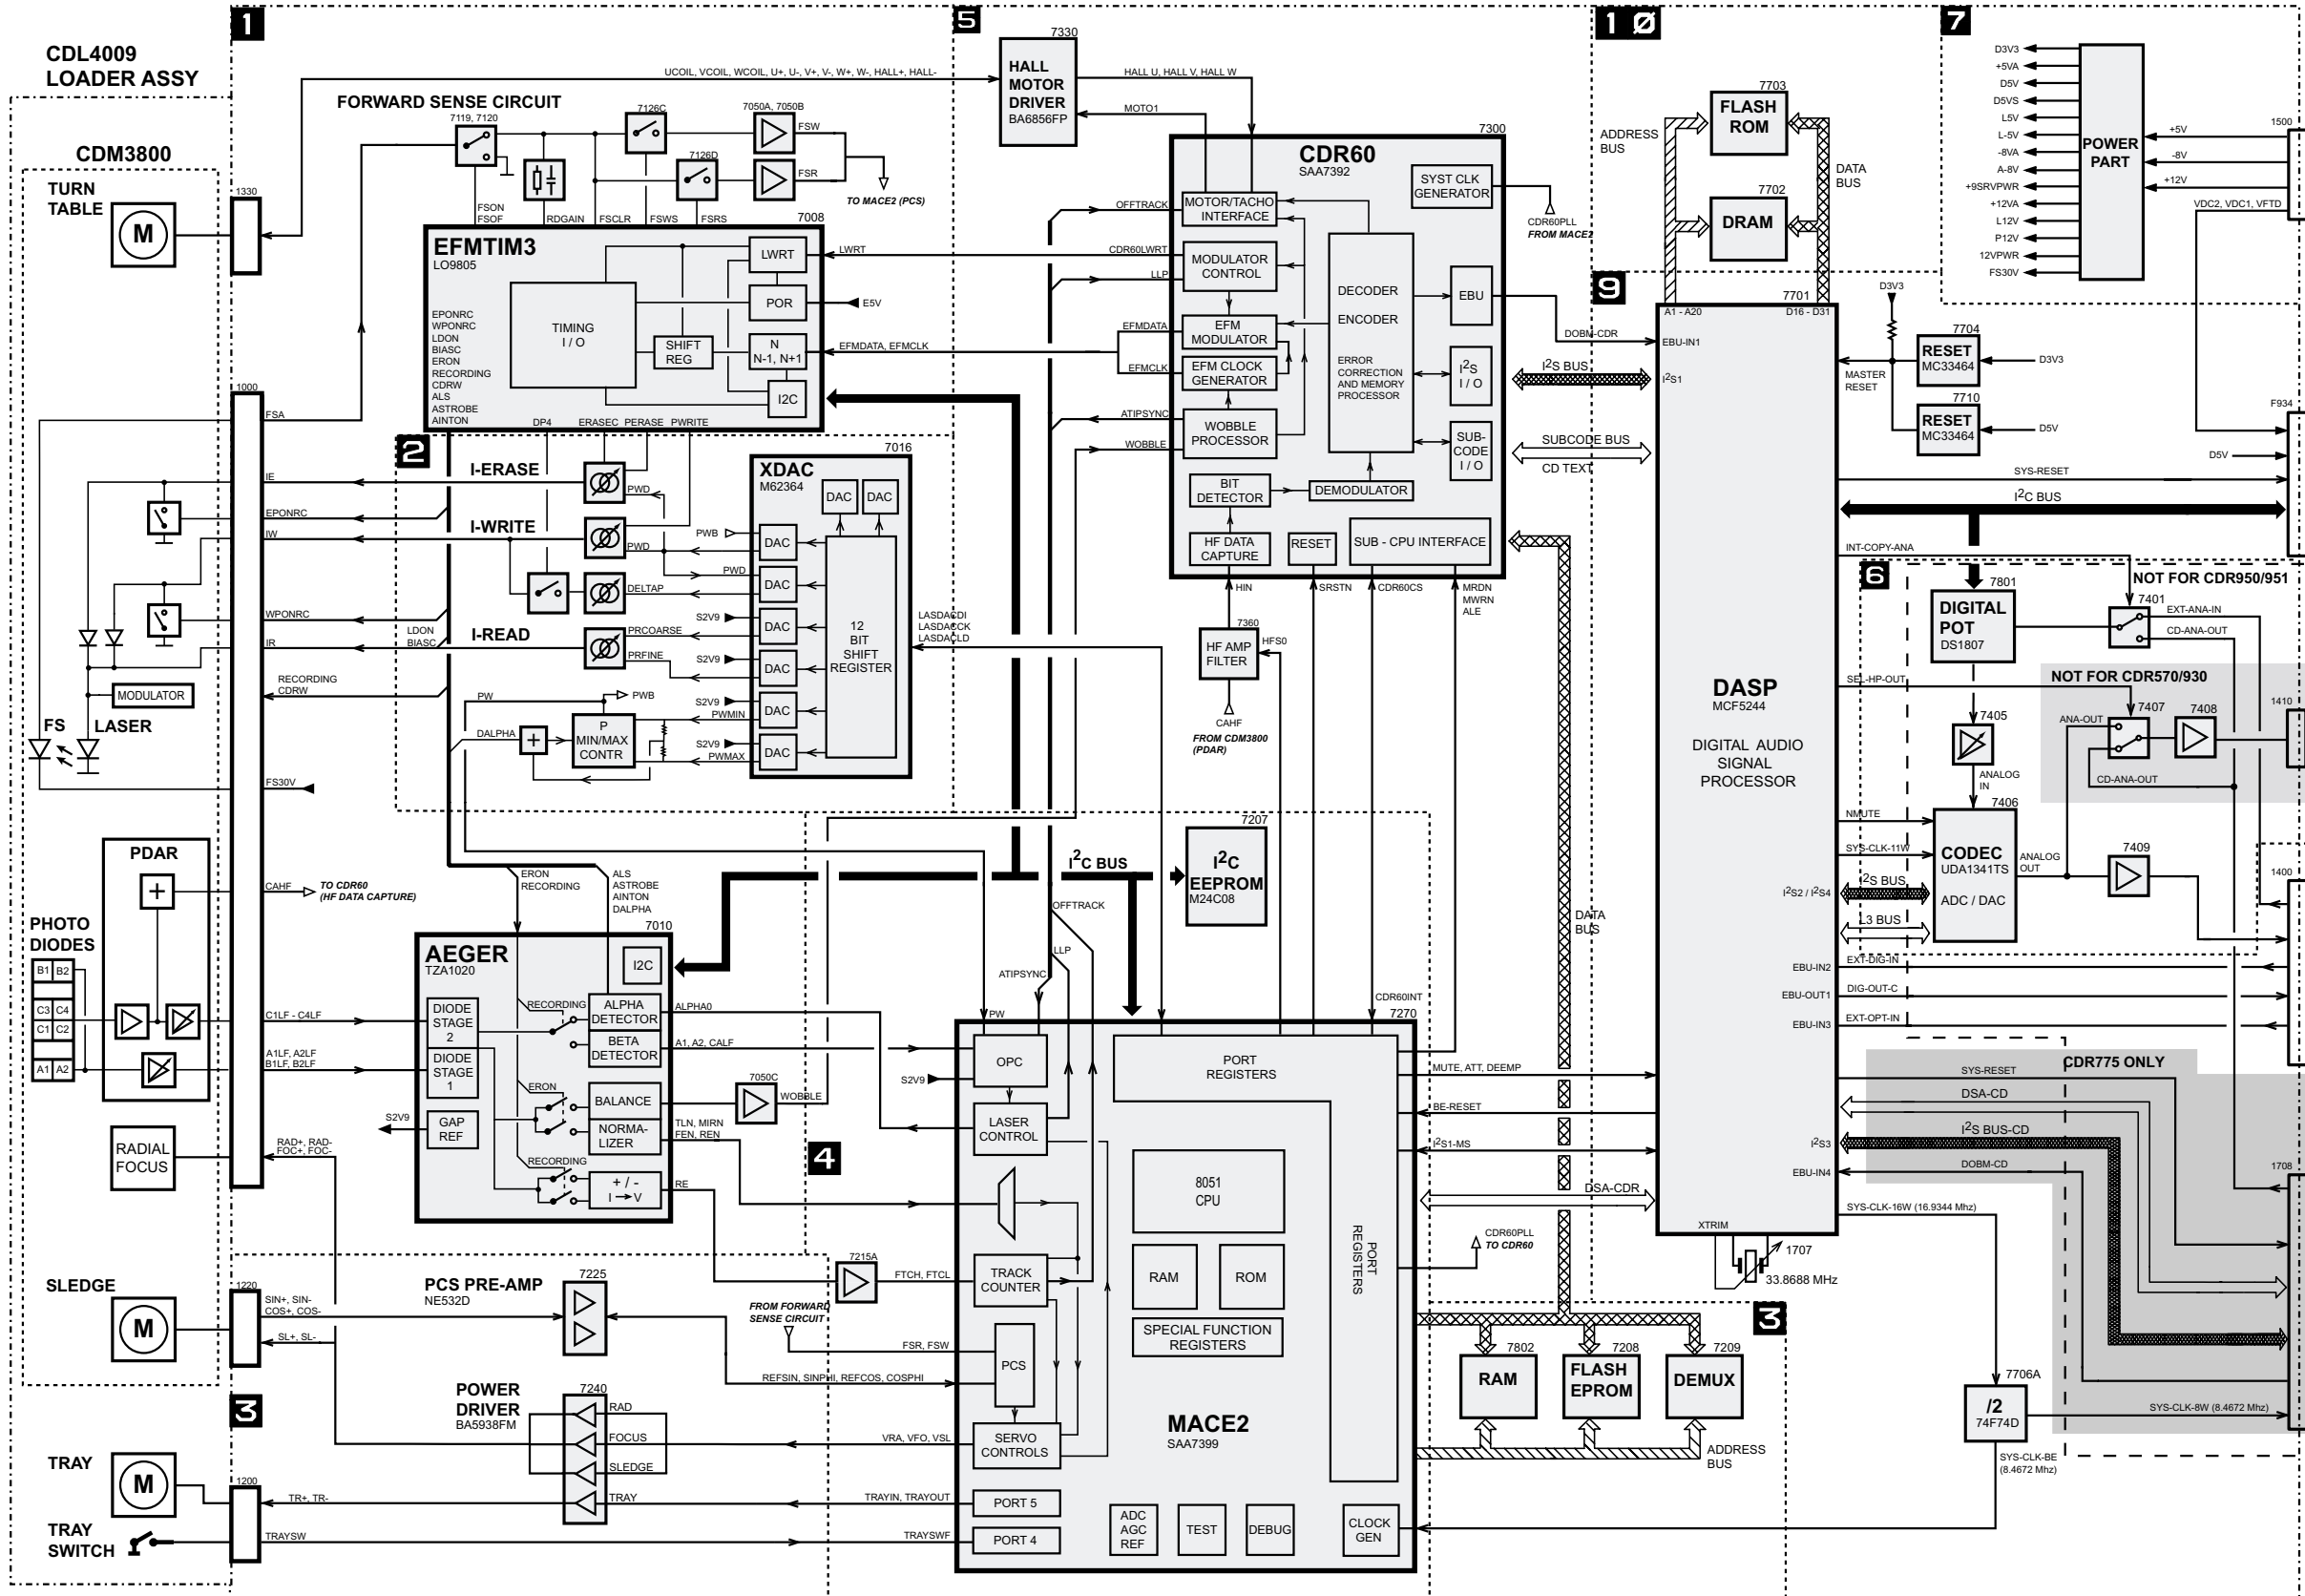 1
5
1 0
7
CDL4009
LOADER ASSY
CDM3800
TURN
TABLE
M
1330
UCOIL, VCOIL, WCOIL, U+, U-, V+, V-, W+, W-, HALL+, HALL-
FORWARD SENSE CIRCUIT
7119, 7120
7126C
7050A, 7050B
FSW
7126D
FSR
TO MACE2 (PCS)
FSON
FSOF
RDGAIN
FSCLR
FSWS
FSRS
7008
EFMTIM3
LO9805
LWRT
POR
E5V
TIMING
I / O
SHIFT
REG
N
N-1, N+1
I2C
EPONRC
WPONRC
LDON
BIASC
ERON
RECORDING
CDRW
ALS
ASTROBE
AINTON
DP4
ERASEC
PERASE
PWRITE
LWRT
EFMDATA, EFMCLK
7330
HALL
MOTOR
DRIVER
BA6856FP
HALL U, HALL V, HALL W
MOTO1
7300
CDR60
SAA7392
SYST CLK
GENERATOR
CDR60PLL
FROM MACE2
MOTOR/TACHO
INTERFACE
MODULATOR
CONTROL
EFM
MODULATOR
EFM CLOCK
GENERATOR
WOBBLE
PROCESSOR
BIT
DETECTOR
DEMODULATOR
HF DATA
CAPTURE
RESET
SUB - CPU INTERFACE
DECODER
ENCODER
ERROR
CORRECTION
AND MEMORY
PROCESSOR
EBU
I2S
I / O
SUB-
CODE
I / O
OFFTRACK
CDR60LWRT
LLP
EFMDATA
EFMCLK
ATIPSYNC
WOBBLE
HIN
SRSTN
CDR60CS
MRDN
MWRN
ALE
7360
HF AMP
FILTER
HFS0
CAHF
FROM CDM3800
(PDAR)
DOBM-CDR
I2S BUS
SUBCODE BUS
CD TEXT
ADDRESS
BUS
7703
FLASH
ROM
7702
DRAM
DATA
BUS
9
7701
A1 - A20
D16 - D31
EBU-IN1
I2S1
DASP
MCF5244
DIGITAL AUDIO
SIGNAL
PROCESSOR
I2S2 / I2S4
EBU-IN2
EBU-OUT1
EBU-IN3
I2S3
EBU-IN4
XTRIM
1707
33.8688 MHz
D3V3
+5VA
D5V
D5VS
L5V
L-5V
-8VA
A-8V
+9SRVPWR
+12VA
L12V
P12V
12VPWR
FS30V
POWER
PART
1500
+5V
-8V
+12V
VDC2, VDC1, VFTD
D3V3
7704
RESET
MC33464
D3V3
MASTER
RESET
7710
RESET
MC33464
D5V
F934
D5V
SYS-RESET
I2C BUS
INT-COPY-ANA
6
NOT FOR CDR950/951
7801
DIGITAL
POT
DS1807
7401
EXT-ANA-IN
CD-ANA-OUT
SEL-HP-OUT
NOT FOR CDR570/930
7405
ANALOG
IN
7407
7408
1410
ANA-OUT
CD-ANA-OUT
7406
NMUTE
SYS-CLK-11W
CODEC
UDA1341TS
ADC / DAC
ANALOG
OUT
7409
1400
I2S BUS
L3 BUS
EXT-DIG-IN
DIG-OUT-C
EXT-OPT-IN
CDR775 ONLY
SYS-RESET
DSA-CD
I2S BUS-CD
DOBM-CD
1708
SYS-CLK-16W (16.9344 Mhz)
7706A
/2
74F74D
SYS-CLK-8W (8.4672 Mhz)
SYS-CLK-BE
(8.4672 Mhz)
1000
FSA
IE
EPONRC
IW
WPONRC
IR
RECORDING
CDRW
FS30V
MODULATOR
FS
LASER
LDON
BIASC
2
I-ERASE
I-WRITE
I-READ
PWD
PWD
DELTAP
PRCOARSE
PRFINE
7016
XDAC
M62364
DAC
DAC
DAC
DAC
DAC
DAC
DAC
DAC
12
BIT
SHIFT
REGISTER
PWB
PWD
S2V9
S2V9
S2V9
S2V9
PWMIN
PWMAX
PW
PWB
DALPHA
+
P
MIN/MAX
CONTR
LASDACDI
LASDACCK
LASDACLD
PDAR
+
CAHF
TO CDR60
(HF DATA CAPTURE)
PHOTO
DIODES
B1
B2
C3
C4
C1
C2
A1
A2
C1LF - C4LF
A1LF, A2LF
B1LF, B2LF
RADIAL
FOCUS
RAD+, RAD-
FOC+, FOC-
ERON
RECORDING
ALS
ASTROBE
AINTON
DALPHA
7010
AEGER
TZA1020
I2C
DIODE
STAGE
2
DIODE
STAGE
1
GAP
REF
S2V9
RECORDING
ALPHA
DETECTOR
BETA
DETECTOR
ERON
BALANCE
NORMA-
LIZER
RECORDING
+ / -
I V
ALPHA0
A1, A2, CALF
7050C
WOBBLE
TLN, MIRN
FEN, REN
RE
4
I2C BUS
7207
I2C
EEPROM
M24C08
OFFTRACK
LLP
ATIPSYNC
PW
CDR60INT
7270
OPC
S2V9
LASER
CONTROL
TRACK
COUNTER
PCS
SERVO
CONTROLS
PORT 5
PORT 4
PORT
REGISTERS
PORT
REGISTERS
8051
CPU
RAM
ROM
SPECIAL FUNCTION
REGISTERS
MACE2
SAA7399
ADC
AGC
REF
TEST
DEBUG
CLOCK
GEN
MUTE, ATT, DEEMP
BE-RESET
I2S1-MS
DSA-CDR
CDR60PLL
TO CDR60
DATA
BUS
SLEDGE
M
1220
SIN+, SIN-
COS+, COS-
SL+, SL-
PCS PRE-AMP
NE532D
7225
7215A
FTCH, FTCL
FROM FORWARD
SENSE CIRCUIT
FSR, FSW
REFSIN, SINPHI, REFCOS, COSPHI
3
POWER
DRIVER
BA5938FM
7240
RAD
FOCUS
SLEDGE
TRAY
VRA, VFO, VSL
TRAY
M
1200
TR+, TR-
TRAYIN, TRAYOUT
TRAY
SWITCH
TRAYSW
TRAYSWF
3
7802
RAM
7208
FLASH
EPROM
7209
DEMUX
ADDRESS
BUS